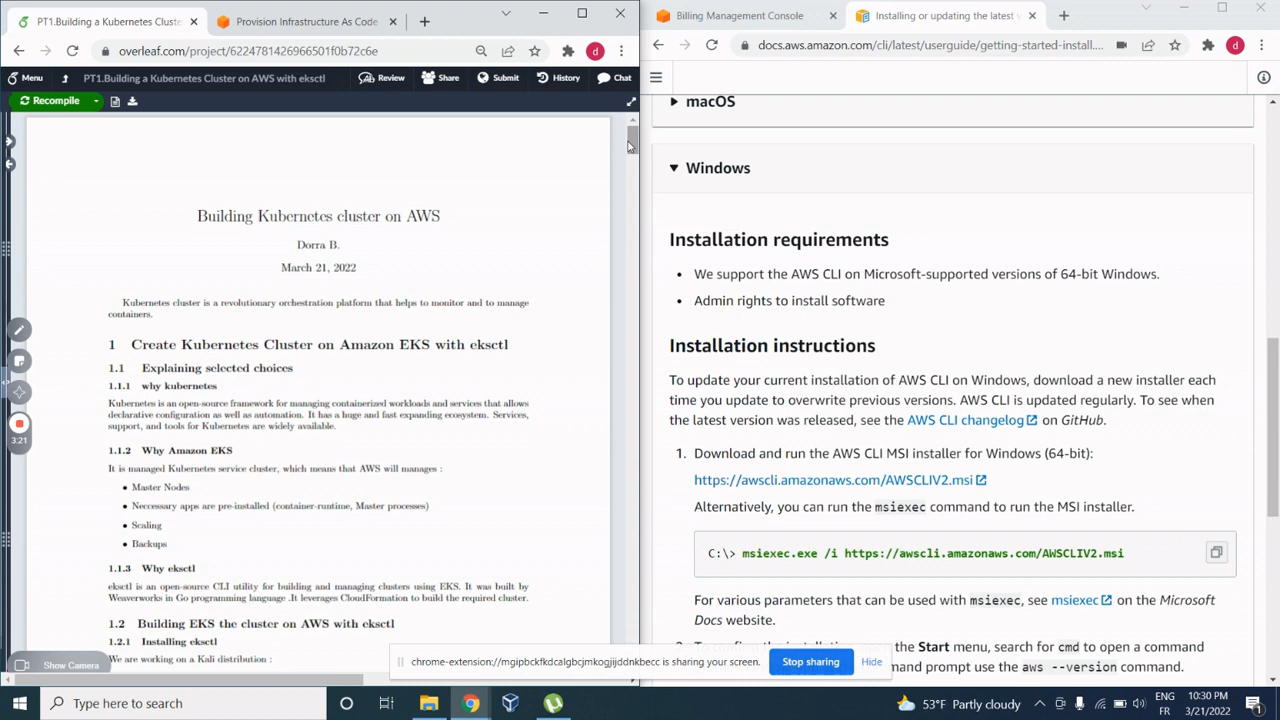 PT1.Building a Kubernetes Cluste
Provision Infrastructure As Code
overleaf.com/project/6224781426966501f0b72c6e
d
Menu
PT1.Building a Kubernetes Cluster on AWS with eksctl
Review
Share
Submit
History
Chat
Recompile
Building Kubernetes cluster on AWS
Dorra B.
March 21, 2022
Kubernetes cluster is a revolutionary orchestration platform that helps to monitor and to manage
containers.
1 Create Kubernetes Cluster on Amazon EKS with eksctl
1.1 Explaining selected choices
1.1.1 why kubernetes
Kubernetes is an open-source framework for managing containerized workloads and services that allows
declarative configuration as well as automation. It has a huge and fast expanding ecosystem. Services,
support, and tools for Kubernetes are widely available.
1.1.2 Why Amazon EKS
It is managed Kubernetes service cluster, which means that AWS will manages :
• Master Nodes
• Neccessary apps are pre-installed (container-runtime, Master processes)
• Scaling
• Backups
1.1.3 Why eksctl
eksctl is an open-source CLI utility for building and managing clusters using EKS. It was built by
Weaverworks in Go programming language .It leverages CloudFormation to build the required cluster.
1.2 Building EKS the cluster on AWS with eksctl
1.2.1 Installing eksctl
We are working on a Kali distribution :
3:21
Show Camera
Billing Management Console
Installing or updating the latest v
docs.aws.amazon.com/cli/latest/userguide/getting-started-install....
d
macOS
Windows
Installation requirements
• We support the AWS CLI on Microsoft-supported versions of 64-bit Windows.
• Admin rights to install software
Installation instructions
To update your current installation of AWS CLI on Windows, download a new installer each
time you update to overwrite previous versions. AWS CLI is updated regularly. To see when
the latest version was released, see the AWS CLI changelog on GitHub.
1. Download and run the AWS CLI MSI installer for Windows (64-bit):
https://awscli.amazonaws.com/AWSCLIV2.msi
Alternatively, you can run the msiexec command to run the MSI installer.
C:\> msiexec.exe /i https://awscli.amazonaws.com/AWSCLIV2.msi
For various parameters that can be used with msiexec, see msiexec on the Microsoft
Docs website.
Start menu, search for cmd to open a command
mand prompt use the aws --version command.
chrome-extension://mgipbckfkdcalgbcjmkogjijddnkbecc is sharing your screen.
Stop sharing
Hide
Type here to search
53°F Partly cloudy
ENG
FR
10:30 PM
3/21/2022
1